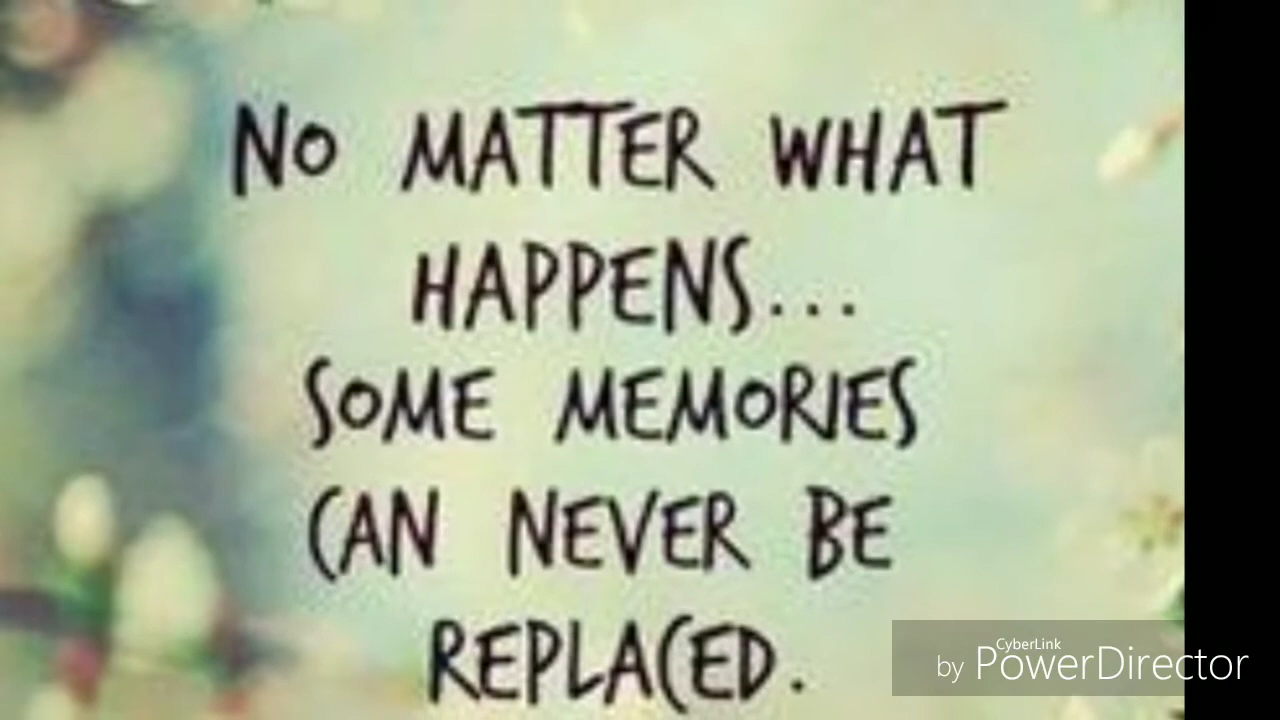 NO MATTER WHAT
HAPPENS...
SOME MEMORIES
CAN NEVER BE
REPLACED.
CyberLink
by PowerDirector